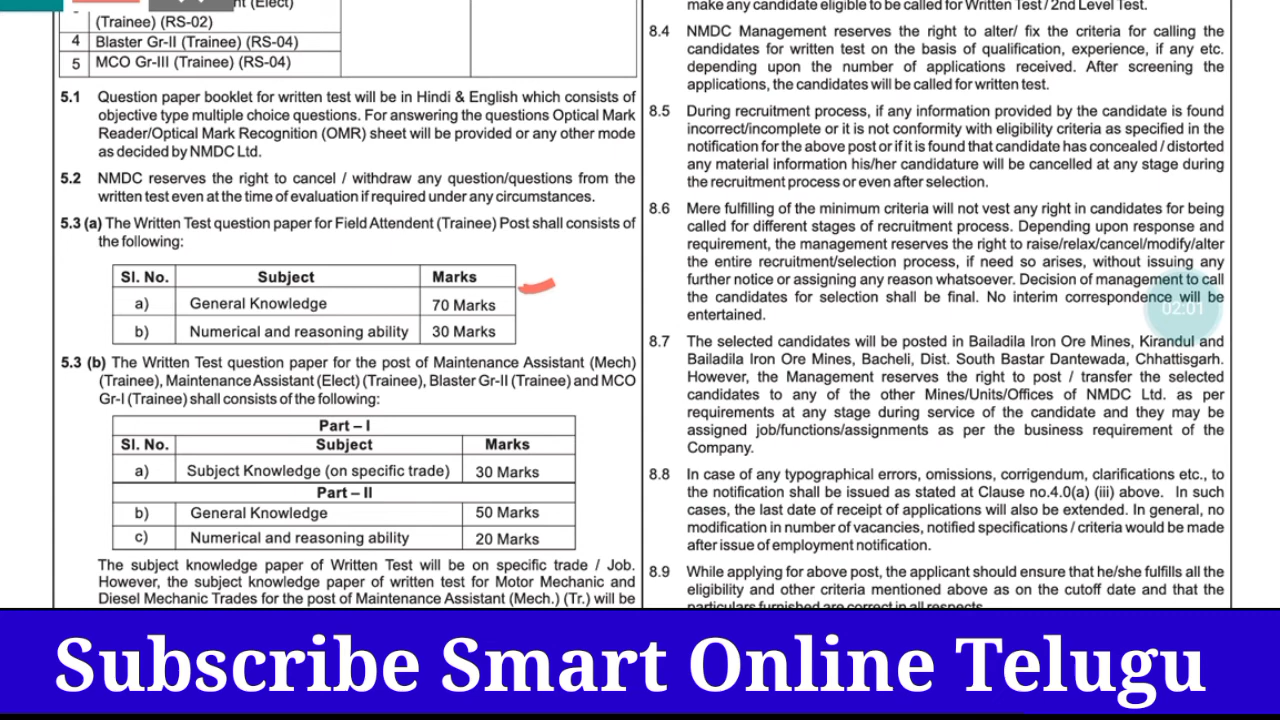 nt (Elect)
(Trainee) (RS-02)
4 Blaster Gr-II (Trainee) (RS-04)
5 MCO Gr-III (Trainee) (RS-04)
5.1 Question paper booklet for written test will be in Hindi & English which consists of
objective type multiple choice questions. For answering the questions Optical Mark
Reader/Optical Mark Recognition (OMR) sheet will be provided or any other mode
as decided by NMDC Ltd.
5.2 NMDC reserves the right to cancel / withdraw any question/questions from the
written test even at the time of evaluation if required under any circumstances.
5.3 (a) The Written Test question paper for Field Attendent (Trainee) Post shall consists of
the following:
Sl. No. Subject Marks
a) General Knowledge 70 Marks
b) Numerical and reasoning ability 30 Marks
5.3 (b) The Written Test question paper for the post of Maintenance Assistant (Mech)
(Trainee), Maintenance Assistant (Elect) (Trainee), Blaster Gr-II (Trainee) and MCO
Gr-I (Trainee) shall consists of the following:
Part – I
Sl. No. Subject Marks
a) Subject Knowledge (on specific trade) 30 Marks
Part – II
b) General Knowledge 50 Marks
c) Numerical and reasoning ability 20 Marks
The subject knowledge paper of Written Test will be on specific trade / Job.
However, the subject knowledge paper of written test for Motor Mechanic and
Diesel Mechanic Trades for the post of Maintenance Assistant (Mech.) (Tr.) will be
make any candidate eligible to be called for Written Test / 2nd Level Test.
8.4 NMDC Management reserves the right to alter/ fix the criteria for calling the
candidates for written test on the basis of qualification, experience, if any etc.
depending upon the number of applications received. After screening the
applications, the candidates will be called for written test.
8.5 During recruitment process, if any information provided by the candidate is found
incorrect/incomplete or it is not conformity with eligibility criteria as specified in the
notification for the above post or if it is found that candidate has concealed / distorted
any material information his/her candidature will be cancelled at any stage during
the recruitment process or even after selection.
8.6 Mere fulfilling of the minimum criteria will not vest any right in candidates for being
called for different stages of recruitment process. Depending upon response and
requirement, the management reserves the right to raise/relax/cancel/modify/alter
the entire recruitment/selection process, if need so arises, without issuing any
further notice or assigning any reason whatsoever. Decision of management to call
the candidates for selection shall be final. No interim correspondence will be
entertained.
02:01
8.7 The selected candidates will be posted in Bailadila Iron Ore Mines, Kirandul and
Bailadila Iron Ore Mines, Bacheli, Dist. South Bastar Dantewada, Chhattisgarh.
However, the Management reserves the right to post / transfer the selected
candidates to any of the other Mines/Units/Offices of NMDC Ltd. as per
requirements at any stage during service of the candidate and they may be
assigned job/functions/assignments as per the business requirement of the
Company.
8.8 In case of any typographical errors, omissions, corrigendum, clarifications etc., to
the notification shall be issued as stated at Clause no.4.0(a) (iii) above. In such
cases, the last date of receipt of applications will also be extended. In general, no
modification in number of vacancies, notified specifications / criteria would be made
after issue of employment notification.
8.9 While applying for above post, the applicant should ensure that he/she fulfills all the
eligibility and other criteria mentioned above as on the cutoff date and that the
particulars furnished are correct in all respects.
Subscribe Smart Online Telugu